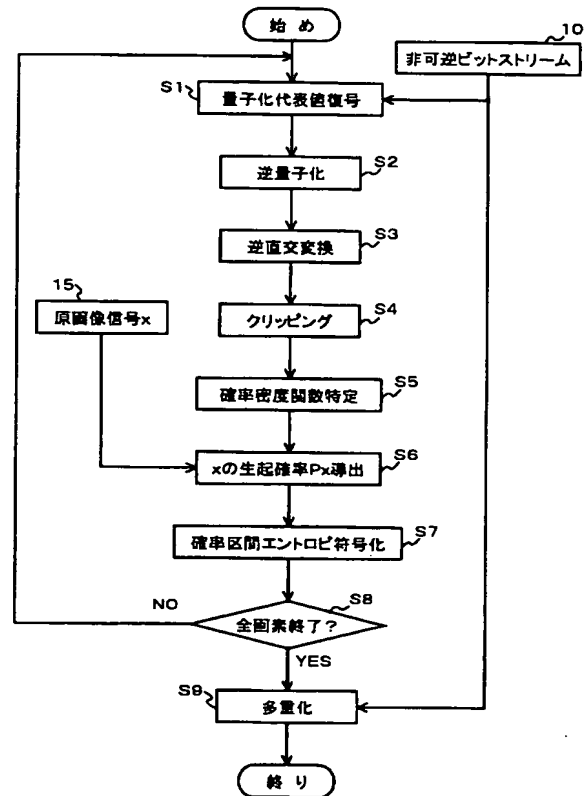 始め
10
非可逆ビットストリーム
S1
量子化代表値復号
S2
逆量子化
S3
逆直交変換
15
原画像信号x
S4
クリッピング
S5
確率密度関数特定
S6
xの生起確率Px導出
S7
確率区間エントロピ符号化
S8
NO
全画素終了?
YES
S9
多重化
終り